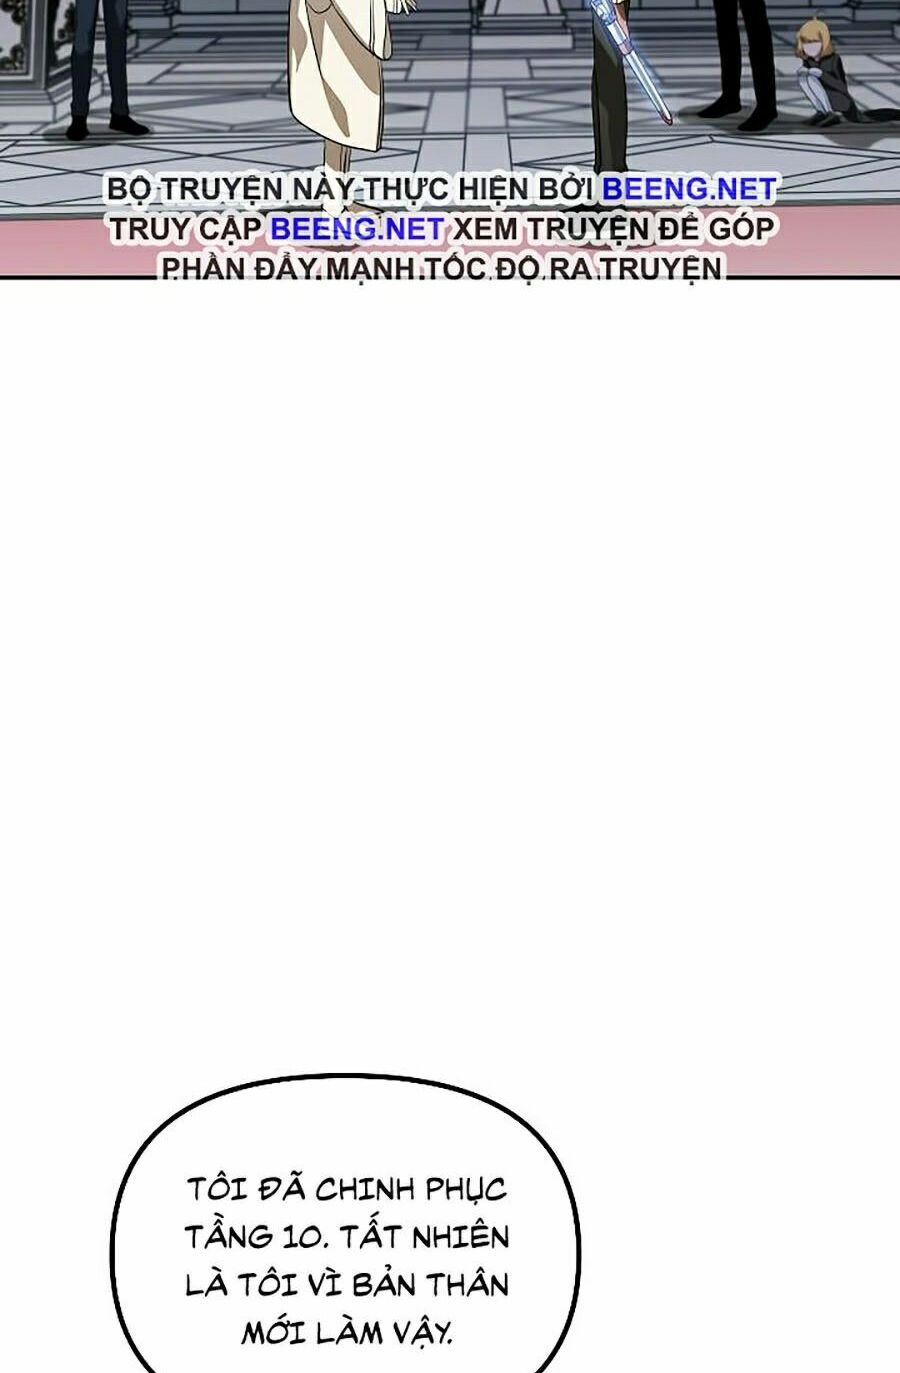 BỘ TRUYỆN NÀY THỰC HIỆN BỞI BEENG.NET
TRUY CẬP BEENG.NET XEM TRUYỆN ĐỂ GÓP
PHẦN ĐẨY MẠNH TỐC ĐỘ RA TRUYỆN
TÔI ĐÃ CHINH PHỤC
TẦNG 10. TẤT NHIÊN
LÀ TÔI VÌ BẢN THÂN
MỚI LÀM VẬY.